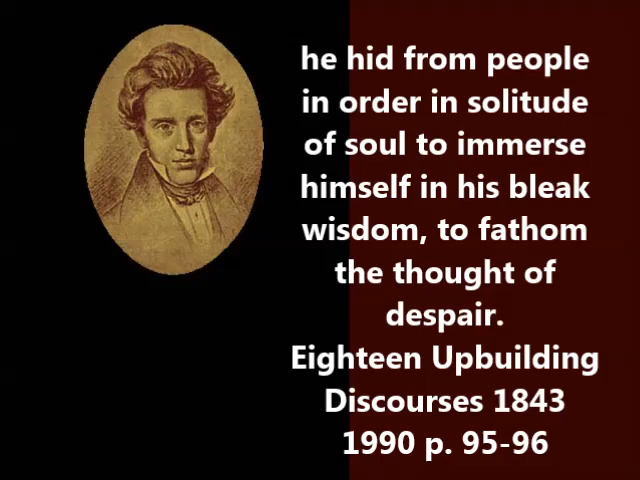 he hid from people
in order in solitude
of soul to immerse
himself in his bleak
wisdom, to fathom
the thought of
despair.
Eighteen Upbuilding
Discourses 1843
1990 p. 95-96